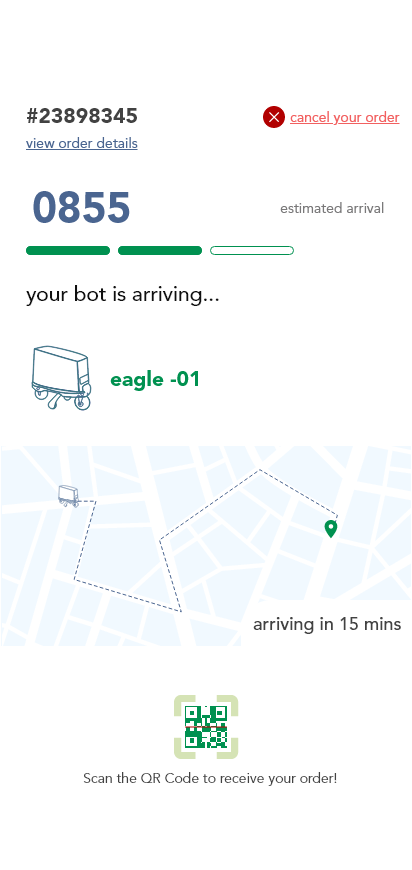 #23898345
cancel your order
view order details
0855
estimated arrival
your bot is arriving...
eagle -01
arriving in 15 mins
Scan the QR Code to receive your order!